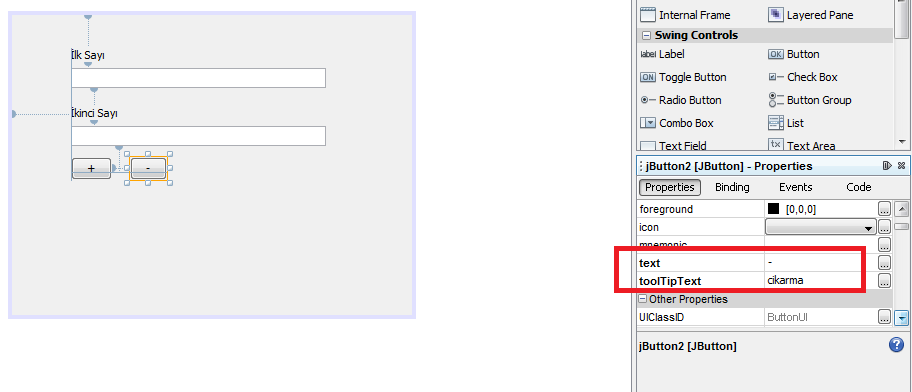 İlk Sayı
İkinci Sayı
+ -
Internal Frame Layered Pane
Swing Controls
label Label OK Button
ON Toggle Button Check Box
Radio Button Button Group
Combo Box List
Text Field tx Text Area
jButton2 [JButton] - Properties
Properties Binding Events Code
foreground [0,0,0] ...
icon ...
mnemonic ...
text - ...
toolTipText cikarma ...
Other Properties
UIClassID ButtonUI ...
jButton2 [JButton] ?